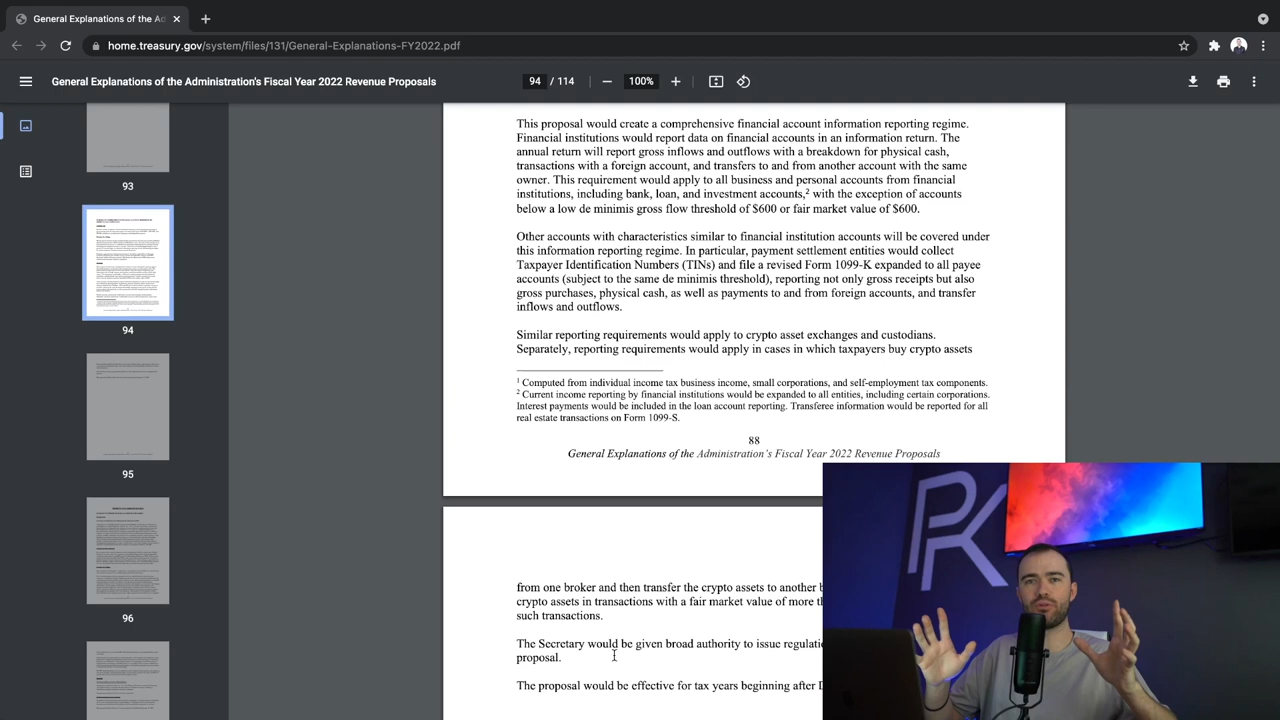 General Explanations of the Ad
home.treasury.gov/system/files/131/General-Explanations-FY2022.pdf
General Explanations of the Administration's Fiscal Year 2022 Revenue Proposals
94 / 114
100%
93
94
95
96
This proposal would create a comprehensive financial account information reporting regime.
Financial institutions would report data on financial accounts in an information return. The
annual return will report gross inflows and outflows with a breakdown for physical cash,
transactions with a foreign account, and transfers to and from another account with the same
owner. This requirement would apply to all business and personal accounts from financial
institutions, including bank, loan, and investment accounts,2 with the exception of accounts
below a low de minimis gross flow threshold of $600 or fair market value of $600.
Other accounts with characteristics similar to financial institution accounts will be covered under
this information reporting regime. In particular, payment settlement entities would collect
Taxpayer Identification Numbers (TINs) and file a revised Form 1099-K expanded to all payee
accounts (subject to the same de minimis threshold), reporting not only gross receipts but also
gross purchases, physical cash, as well as payments to and from foreign accounts, and transfer
inflows and outflows.
Similar reporting requirements would apply to crypto asset exchanges and custodians.
Separately, reporting requirements would apply in cases in which taxpayers buy crypto assets
1 Computed from individual income tax business income, small corporations, and self-employment tax components.
2 Current income reporting by financial institutions would be expanded to all entities, including certain corporations.
Interest payments would be included in the loan account reporting. Transferee information would be reported for all
real estate transactions on Form 1099-S.
88
General Explanations of the Administration's Fiscal Year 2022 Revenue Proposals
from one broker and then transfer the crypto assets to another
crypto assets in transactions with a fair market value of more
such transactions.
The Secretary would be given broad authority to issue
proposal.
The proposal would be effective for tax years beginning after